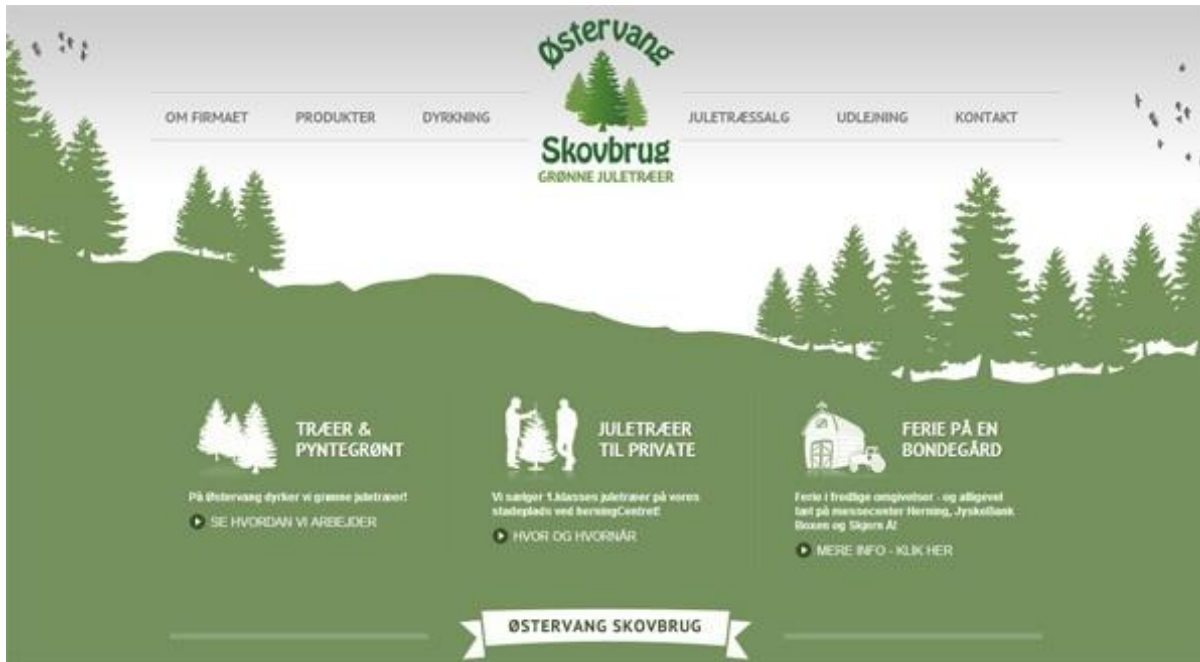 Østervang
Skovbrug
GRØNNE JULETRÆER
OM FIRMAET
PRODUKTER
DYRKNING
JULETRÆSSALG
UDLEJNING
KONTAKT
TRÆER &
PYNTEGRØNT
På Østervang dyrker vi grønne juletræer!
SE HVORDAN VI ARBEJDER
JULETRÆER
TIL PRIVATE
Vi sælger 1.klasses juletræer på vores
stadeplads ved herningCentret!
HVOR OG HVORNÅR
FERIE PÅ EN
BONDEGÅRD
Ferie i fredlige omgivelser - og alligevel
tæt på messecenter Herning, JyskeBank
Boxen og Skjern Å!
MERE INFO - KLIK HER
ØSTERVANG SKOVBRUG